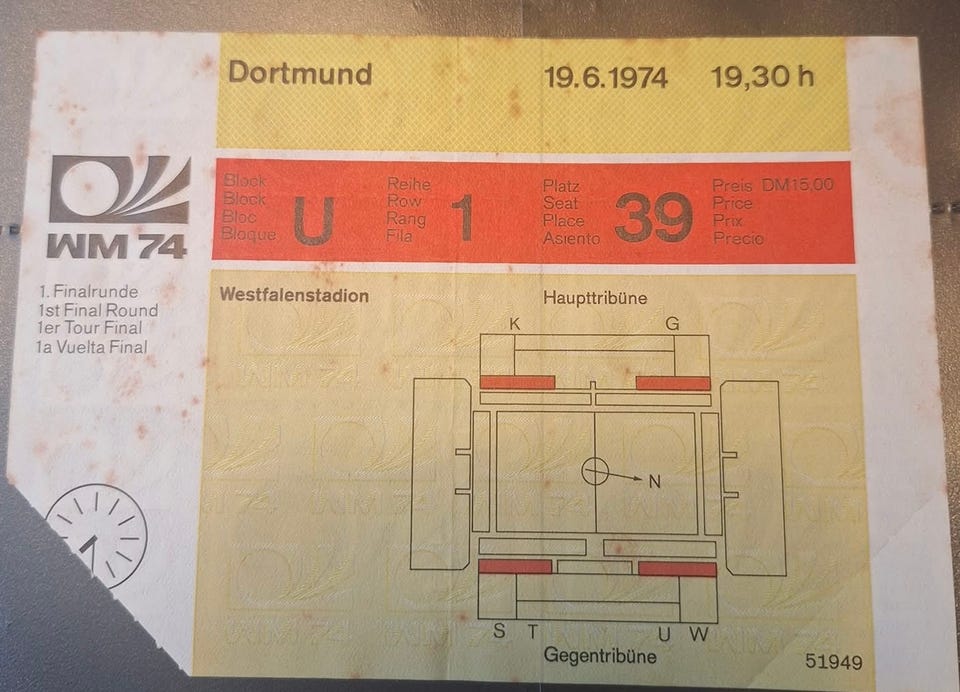 Dortmund 19.6.1974 19,30 h
WM 74
Block
Block
Bloc
Bloque
U
Reihe
Row
Rang
Fila
1
Platz
Seat
Place
Asiento
39
Preis DM15,00
Price
Prix
Precio
1. Finalrunde
1st Final Round
1er Tour Final
1a Vuelta Final
Westfalenstadion
Haupttribüne
K G
N
S T U W
Gegentribüne
51949